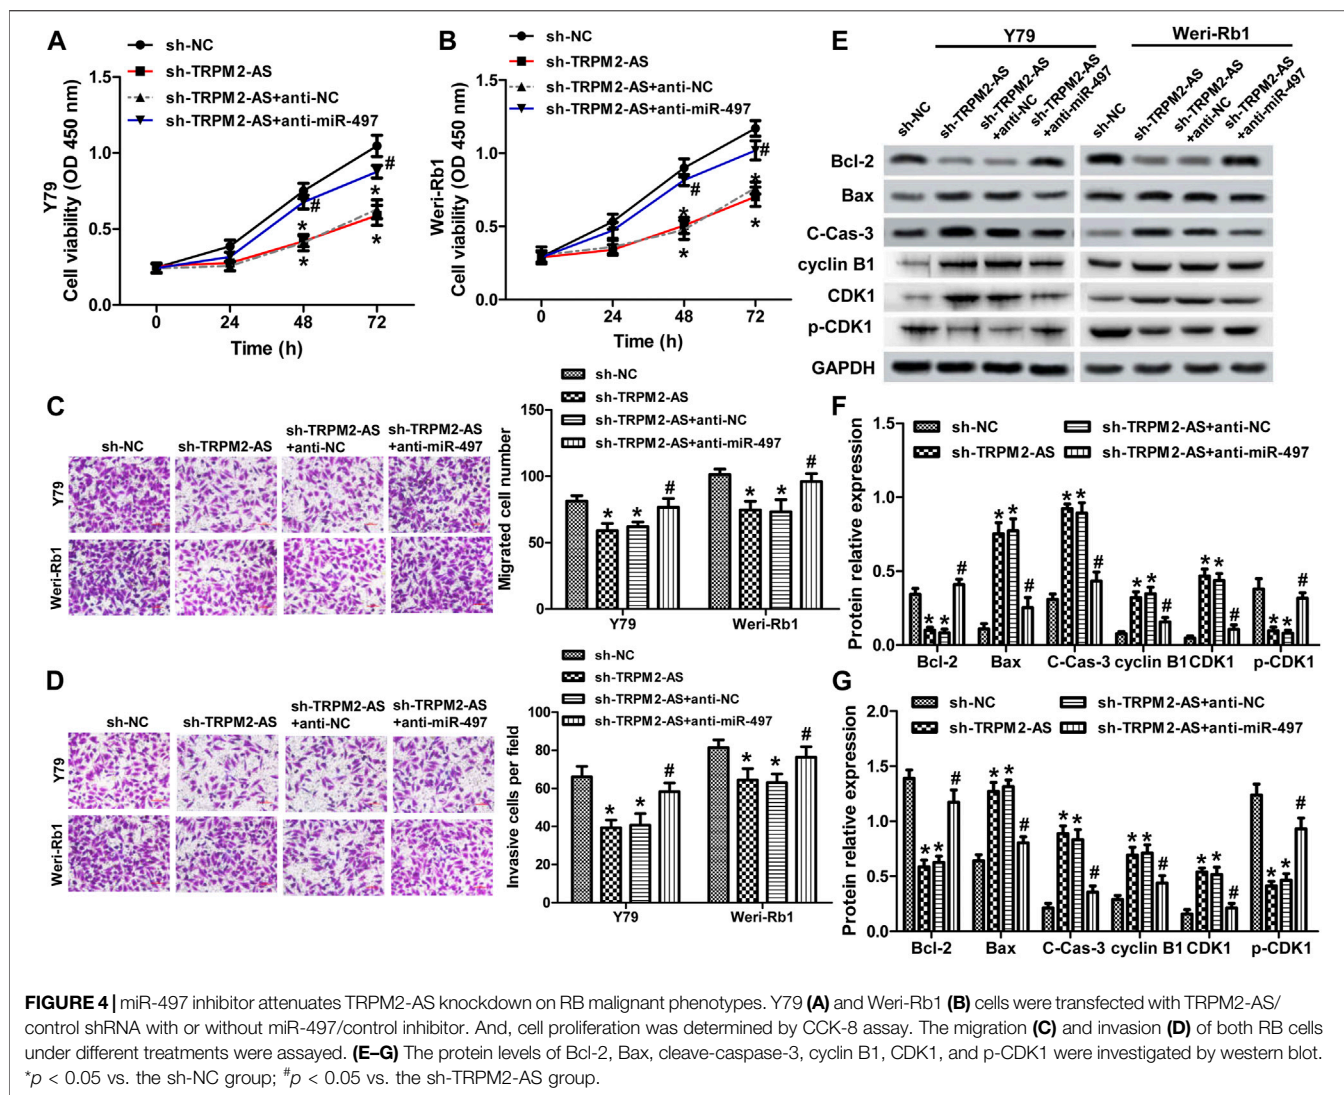 A
sh-NC
sh-TRPM2-AS
sh-TRPM2-AS+anti-NC
sh-TRPM2-AS+anti-miR-497
Y79
Cell viability (OD 450 nm)
1.5
1.0
0.5
0.0
# # * * * *
0 24 48 72
Time (h)
B
sh-NC
sh-TRPM2-AS
sh-TRPM2-AS+anti-NC
sh-TRPM2-AS+anti-miR-497
Weri-Rb1
Cell viability (OD 450 nm)
1.5
1.0
0.5
0.0
# # * * * *
0 24 48 72
Time (h)
E
Y79 Weri-Rb1
sh-NC
sh-TRPM2-AS
sh-TRPM2-AS
+anti-NC
sh-TRPM2-AS
+anti-miR-497
sh-NC
sh-TRPM2-AS
sh-TRPM2-AS
+anti-NC
sh-TRPM2-AS
+anti-miR-497
Bcl-2
Bax
C-Cas-3
cyclin B1
CDK1
p-CDK1
GAPDH
C
sh-NC sh-TRPM2-AS sh-TRPM2-AS
+anti-NC
sh-TRPM2-AS
+anti-miR-497
Y79
Weri-Rb1
sh-NC
sh-TRPM2-AS
sh-TRPM2-AS+anti-NC
sh-TRPM2-AS+anti-miR-497
Migrated cell number
150
100
50
0
* * # * * #
Y79 Weri-Rb1
D
sh-NC sh-TRPM2-AS sh-TRPM2-AS
+anti-NC
sh-TRPM2-AS
+anti-miR-497
Y79
Weri-Rb1
sh-NC
sh-TRPM2-AS
sh-TRPM2-AS+anti-NC
sh-TRPM2-AS+anti-miR-497
Invasive cells per field
100
80
60
40
20
0
* * # * * #
Y79 Weri-Rb1
F
sh-NC sh-TRPM2-AS+anti-NC
sh-TRPM2-AS sh-TRPM2-AS+anti-miR-497
Protein relative expression
1.5
1.0
0.5
0.0
* * # * * # * * # * * # * * # * * #
Bcl-2 Bax C-Cas-3 cyclin B1 CDK1 p-CDK1
G
sh-NC sh-TRPM2-AS+anti-NC
sh-TRPM2-AS sh-TRPM2-AS+anti-miR-497
Protein relative expression
2.0
1.5
1.0
0.5
0.0
* * # * * # * * # * * # * * # * * #
Bcl-2 Bax C-Cas-3 cyclin B1 CDK1 p-CDK1
FIGURE 4 | miR-497 inhibitor attenuates TRPM2-AS knockdown on RB malignant phenotypes. Y79 (A) and Weri-Rb1 (B) cells were transfected with TRPM2-AS/
control shRNA with or without miR-497/control inhibitor. And, cell proliferation was determined by CCK-8 assay. The migration (C) and invasion (D) of both RB cells
under different treatments were assayed. (E–G) The protein levels of Bcl-2, Bax, cleave-caspase-3, cyclin B1, CDK1, and p-CDK1 were investigated by western blot.
*p < 0.05 vs. the sh-NC group; #p < 0.05 vs. the sh-TRPM2-AS group.